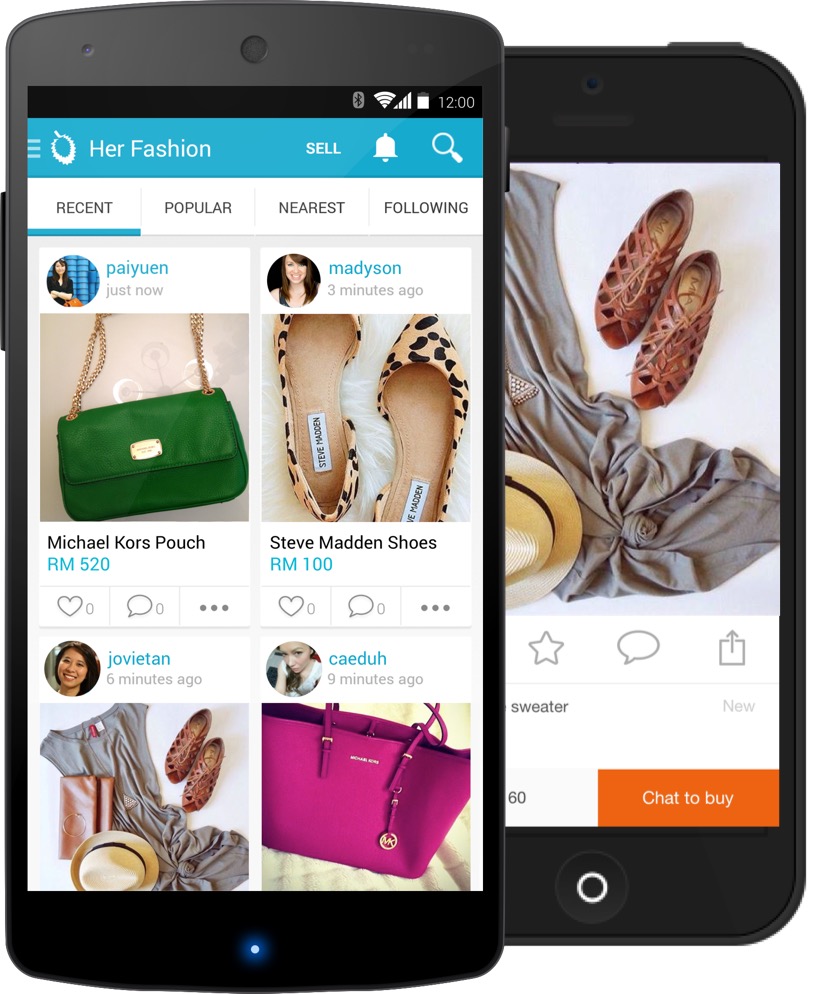 12:00
Her Fashion
SELL
RECENT
POPULAR
NEAREST
FOLLOWING
paiyuen
just now
madyson
3 minutes ago
STEVE MADDEN
STEVE MADDEN
Michael Kors Pouch
RM 520
Steve Madden Shoes
RM 100
0
0
0
0
jovietan
6 minutes ago
caeduh
9 minutes ago
MICHAEL KORS
MK
sweater
New
60
Chat to buy